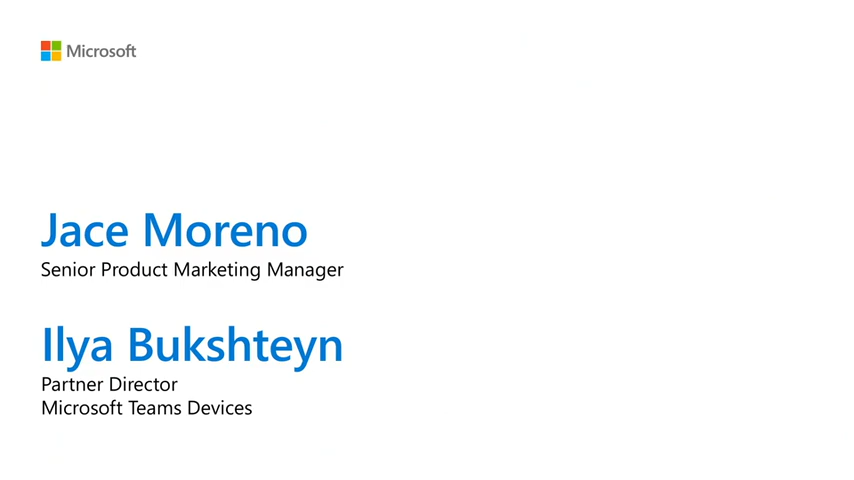 Microsoft
Jace Moreno
Senior Product Marketing Manager
Ilya Bukshteyn
Partner Director
Microsoft Teams Devices